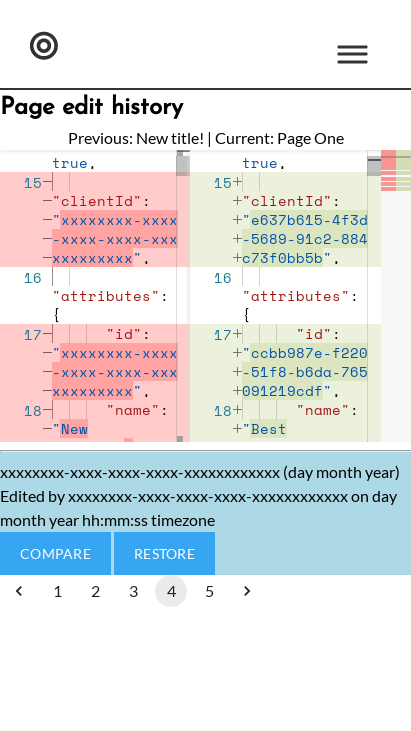 Page edit history
Previous: New title! | Current: Page One
true,
15−
−"clientId":
−"xxxxxxxx-xxxx
−-xxxx-xxxx-xxx
−xxxxxxxxx",
16
"attributes":
{
17− "id":
−"xxxxxxxx-xxxx
−-xxxx-xxxx-xxx
−xxxxxxxxx",
18− "name":
−"New
true,
15+
+"clientId":
+"e637b615-4f3d
+-5689-91c2-884
+c73f0bb5b",
16
"attributes":
{
17+ "id":
+"ccbb987e-f220
+-51f8-b6da-765
+091219cdf",
18+ "name":
+"Best
xxxxxxxx-xxxx-xxxx-xxxx-xxxxxxxxxxxx (day month year)
Edited by xxxxxxxx-xxxx-xxxx-xxxx-xxxxxxxxxxxx on day
month year hh:mm:ss timezone
COMPARE RESTORE
1 2 3 4 5